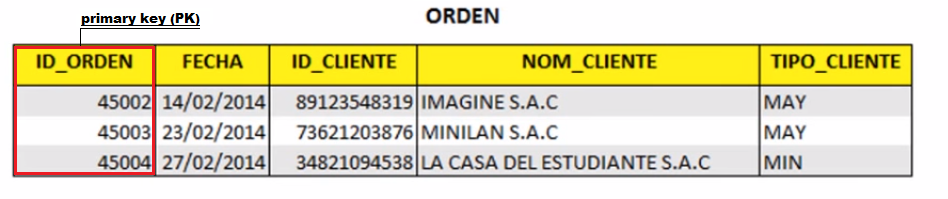 primary key (PK)
ORDEN
ID_ORDEN FECHA ID_CLIENTE NOM_CLIENTE TIPO_CLIENTE
45002 14/02/2014 89123548319 IMAGINE S.A.C MAY
45003 23/02/2014 73621203876 MINILAN S.A.C MAY
45004 27/02/2014 34821094538 LA CASA DEL ESTUDIANTE S.A.C MIN